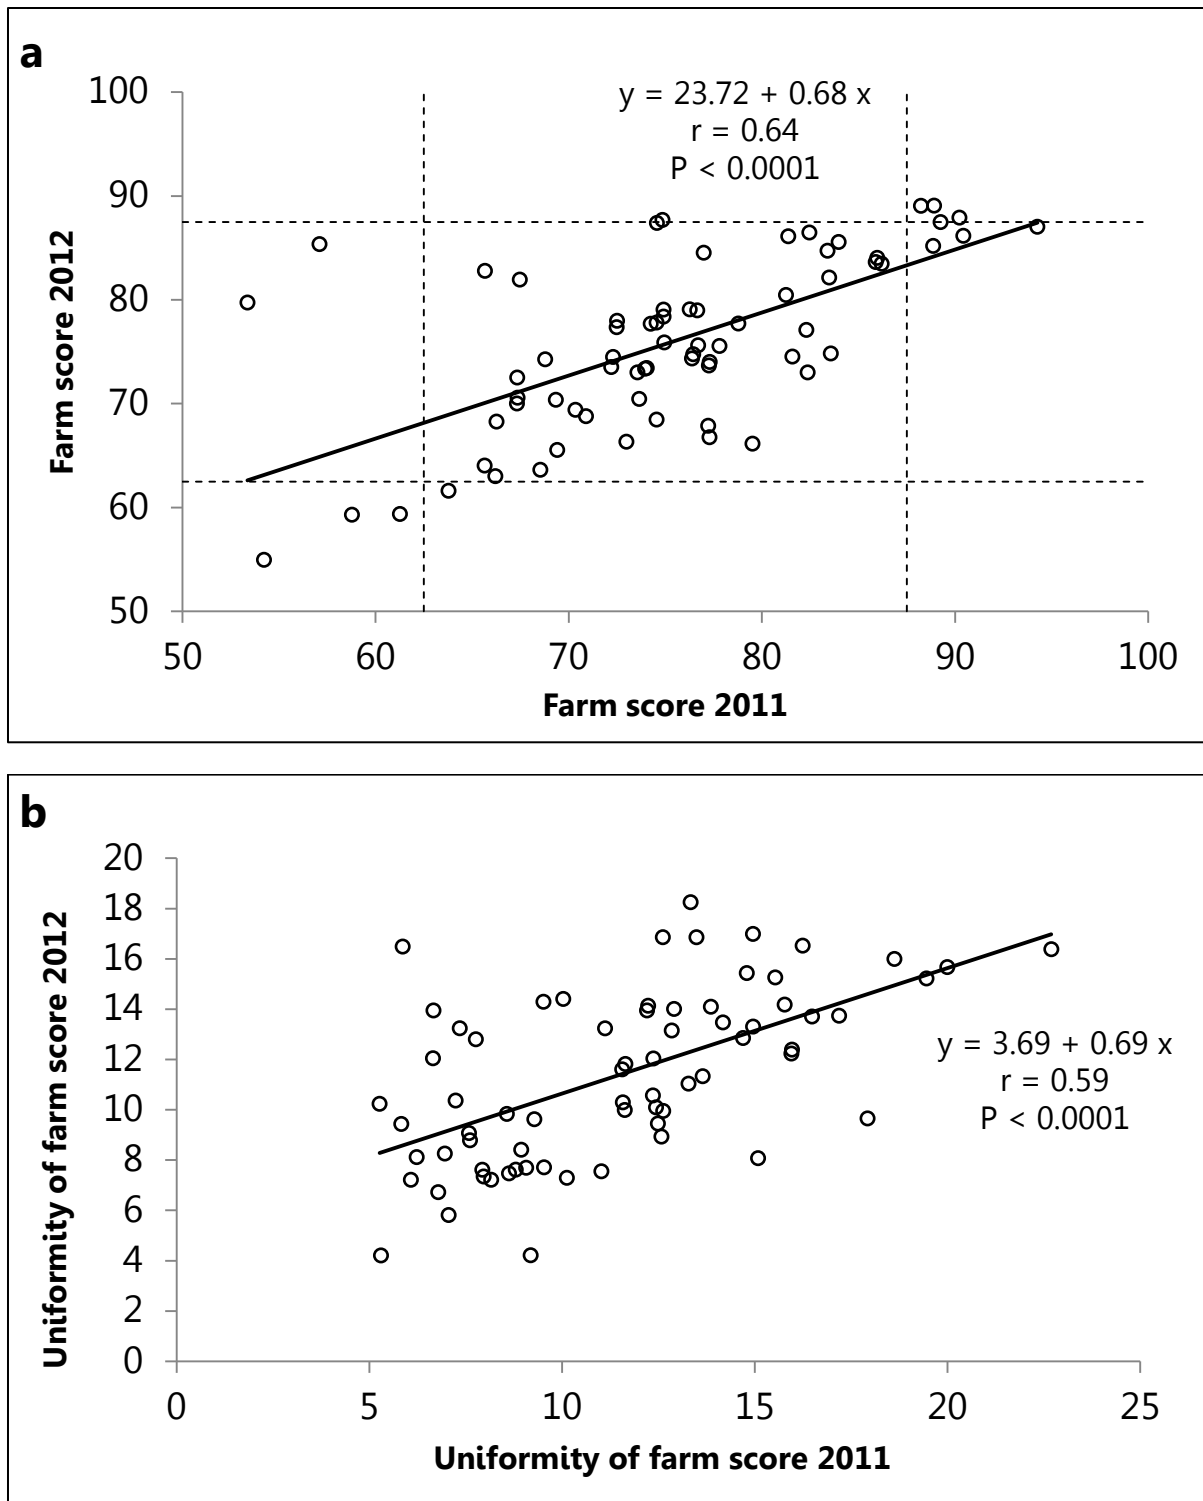 a
y = 23.72 + 0.68 x
r = 0.64
P < 0.0001
Farm score 2012
100
90
80
70
60
50
50 60 70 80 90 100
Farm score 2011
b
Uniformity of farm score 2012
20
18
16
14
12
10
8
6
4
2
0
y = 3.69 + 0.69 x
r = 0.59
P < 0.0001
0 5 10 15 20 25
Uniformity of farm score 2011